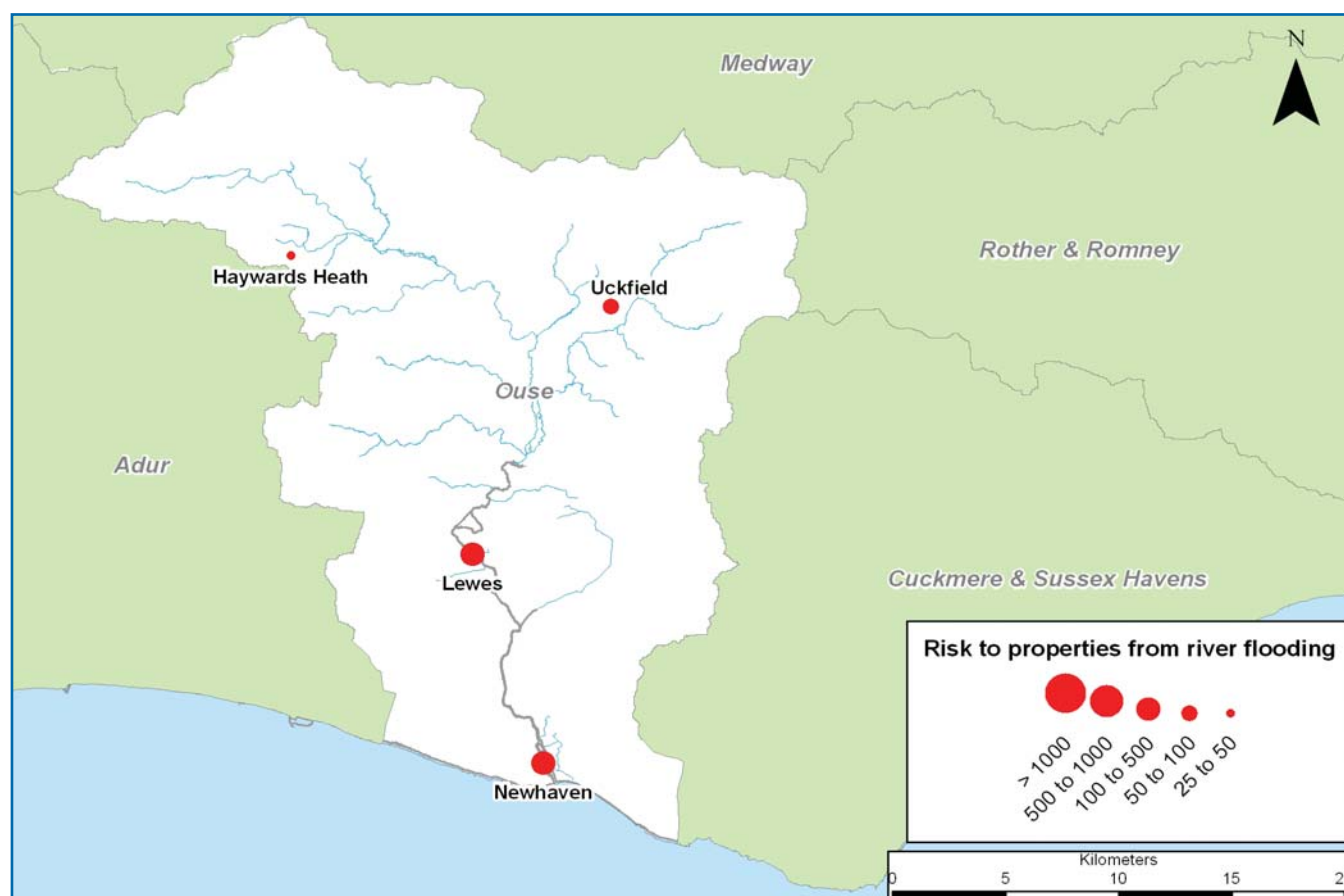 Medway
N
Rother & Romney
Haywards Heath
Uckfield
Ouse
Adur
Cuckmere & Sussex Havens
Lewes
Newhaven
Risk to properties from river flooding
> 1000
500 to 1000
100 to 500
50 to 100
25 to 50
Kilometers
0 5 10 15